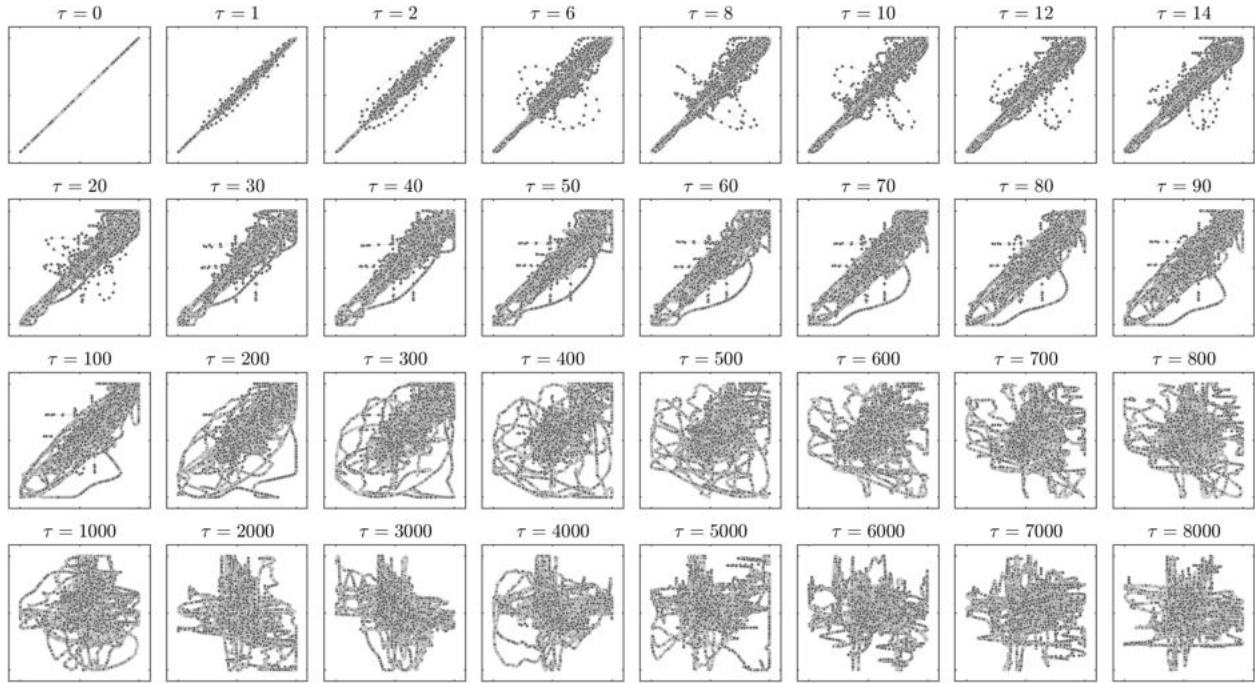 τ = 0 τ = 1 τ = 2 τ = 6 τ = 8 τ = 10 τ = 12 τ = 14
τ = 20 τ = 30 τ = 40 τ = 50 τ = 60 τ = 70 τ = 80 τ = 90
τ = 100 τ = 200 τ = 300 τ = 400 τ = 500 τ = 600 τ = 700 τ = 800
τ = 1000 τ = 2000 τ = 3000 τ = 4000 τ = 5000 τ = 6000 τ = 7000 τ = 8000